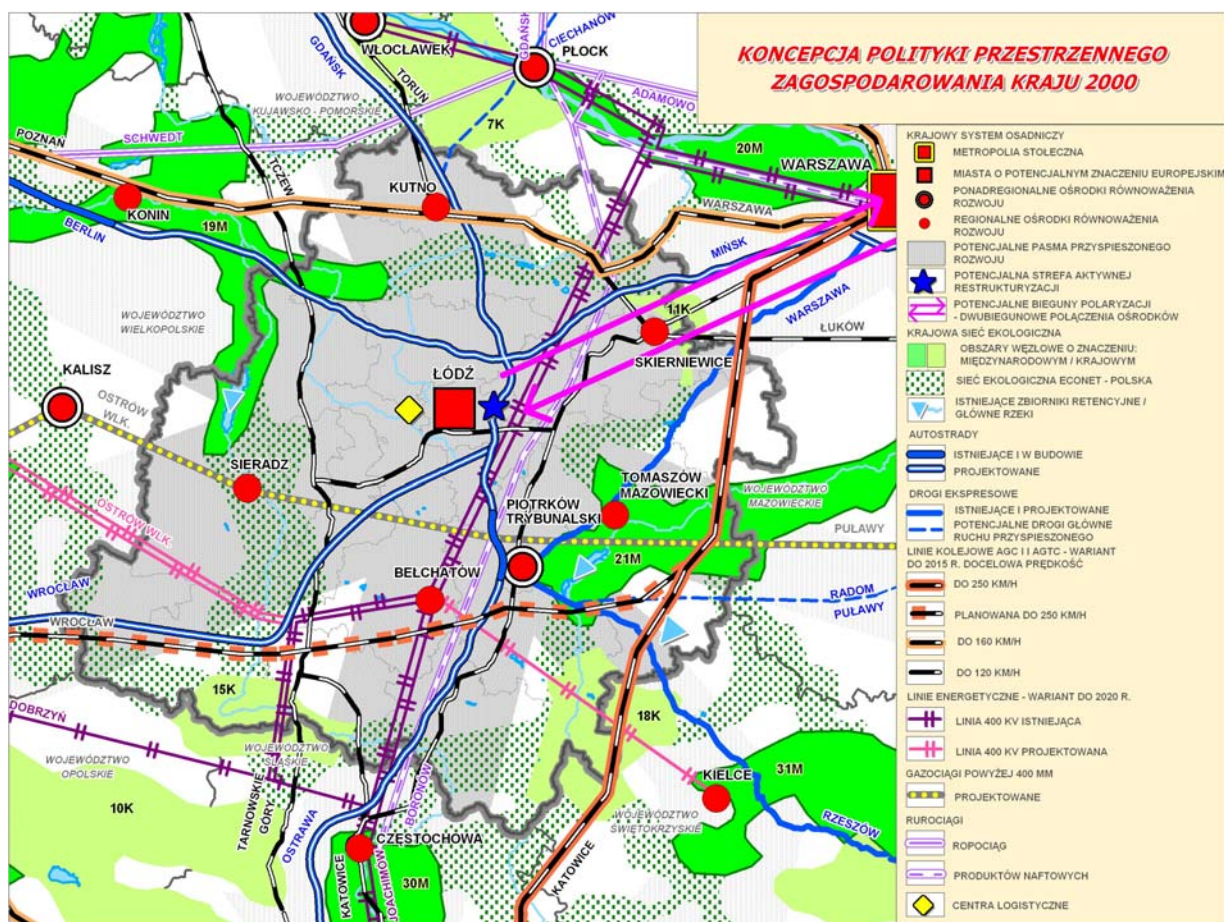 KONCEPCJA POLITYKI PRZESTRZENNEGO
ZAGOSPODAROWANIA KRAJU 2000
KRAJOWY SYSTEM OSADNICZY
METROPOLIA STOŁECZNA
MIASTA O POTENCJALNYM ZNACZENIU EUROPEJSKIM
PONADREGIONALNE OŚRODKI RÓWNOWAŻENIA
ROZWOJU
REGIONALNE OŚRODKI RÓWNOWAŻENIA
ROZWOJU
POTENCJALNE PASMA PRZYSPIESZONEGO
ROZWOJU
POTENCJALNA STREFA AKTYWNEJ
RESTRUKTURYZACJI
POTENCJALNE BIEGUNY POLARYZACJI
- DWUBIEGUNOWE POŁĄCZENIA OŚRODKÓW
KRAJOWA SIEĆ EKOLOGICZNA
OBSZARY WĘZŁOWE O ZNACZENIU:
MIĘDZYNARODOWYM / KRAJOWYM
SIEĆ EKOLOGICZNA ECONET - POLSKA
ISTNIEJĄCE ZBIORNIKI RETENCYJNE /
GŁÓWNE RZEKI
AUTOSTRADY
ISTNIEJĄCE I W BUDOWIE
PROJEKTOWANE
DROGI EKSPRESOWE
ISTNIEJĄCE I PROJEKTOWANE
POTENCJALNE DROGI GŁÓWNE
RUCHU PRZYSPIESZONEGO
LINIE KOLEJOWE AGC I I AGTC - WARIANT
DO 2015 R. DOCELOWA PRĘDKOŚĆ
DO 250 KM/H
PLANOWANA DO 250 KM/H
DO 160 KM/H
DO 120 KM/H
LINIE ENERGETYCZNE - WARIANT DO 2020 R.
LINIA 400 KV ISTNIEJĄCA
LINIA 400 KV PROJEKTOWANA
GAZOCIĄGI POWYŻEJ 400 MM
PROJEKTOWANE
RUROCIĄGI
ROPOCIĄG
PRODUKTÓW NAFTOWYCH
CENTRA LOGISTYCZNE
WŁOCŁAWEK
GDAŃSK
CIECHANÓW
PŁOCK
GDAŃSK
TORUŃ
WOJEWÓDZTWO
KUJAWSKO - POMORSKIE
ADAMOWO
SCHWEDT
7K
POZNAŃ
TCZEW
20M
WARSZAWA
KUTNO
KONIN
19M
WARSZAWA
BERLIN
MIŃSK
WARSZAWA
WOJEWÓDZTWO
WIELKOPOLSKIE
11K
ŁUKÓW
SKIERNIEWICE
KALISZ
ŁÓDŹ
OSTRÓW
WLK.
SIERADZ
TOMASZÓW
MAZOWIECKI
WOJEWÓDZTWO
MAZOWIECKIE
OSTRÓW WLK.
PIOTRKÓW
TRYBUNALSKI
PUŁAWY
21M
BEŁCHATÓW
WROCŁAW
RADOM
PUŁAWY
WROCŁAW
15K
18K
DOBRZYŃ
WOJEWÓDZTWO
ŚLĄSKIE
WOJEWÓDZTWO
OPOLSKIE
10K
TARNOWSKIE
GÓRY
OSTRAWA
BORONÓW
KIELCE
31M
WOJEWÓDZTWO
ŚWIĘTOKRZYSKIE
RZESZÓW
CZĘSTOCHOWA
KATOWICE
JOACHIMÓW
30M
KATOWICE